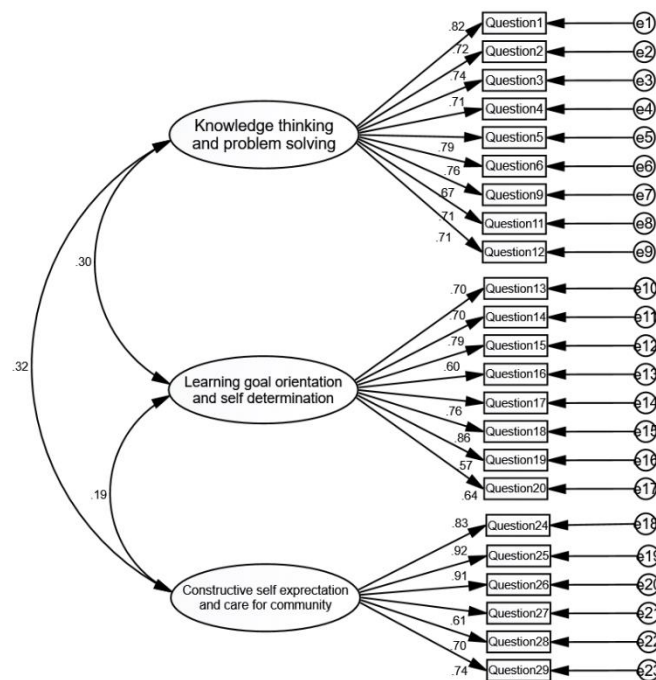 .82 Question1 e1
.72 Question2 e2
.74 Question3 e3
.71 Question4 e4
Knowledge thinking
and problem solving
Question5 e5
.79 Question6 e6
.76 Question9 e7
.67 Question11 e8
.71 Question12 e9
.71
.30
.70 Question13 e10
.70 Question14 e11
.79 Question15 e12
.60 Question16 e13
.32
Learning goal orientation
and self determination
Question17 e14
.76 Question18 e15
.86 Question19 e16
.57 Question20 e17
.64
.19
.83 Question24 e18
.92 Question25 e19
.91 Question26 e20
Constructive self exprectation
and care for community
.61 Question27 e21
.70 Question28 e22
.74 Question29 e23